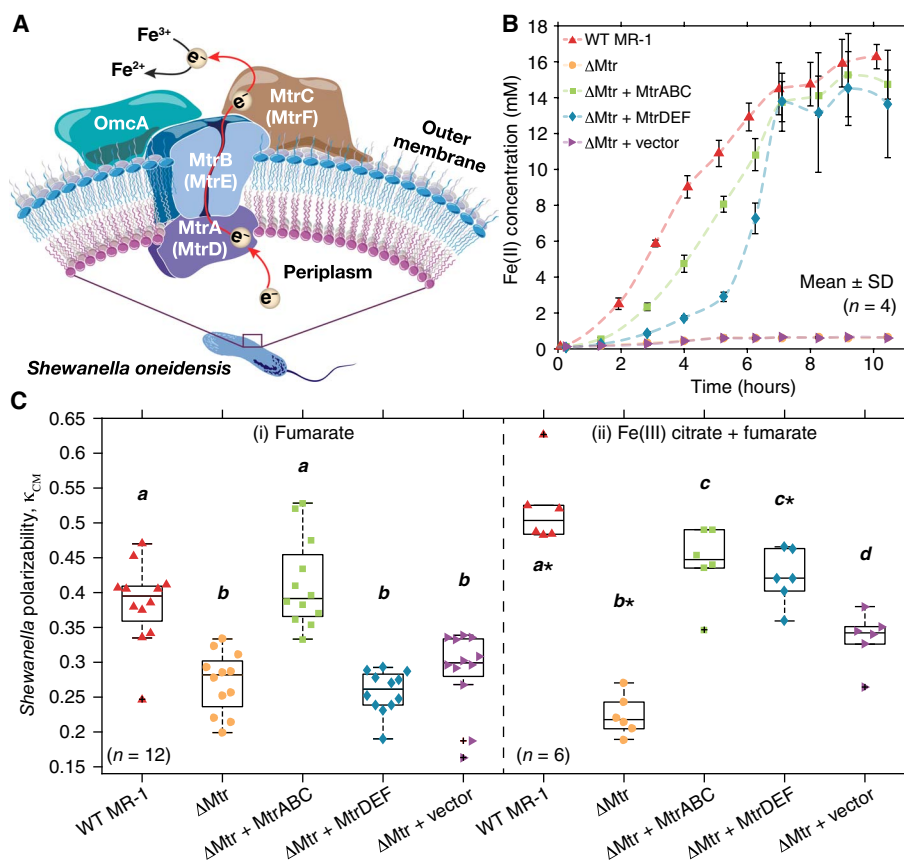 A
Fe³⁺
e⁻
Fe²⁺
e⁻
MtrC
(MtrF)
OmcA
Outer
membrane
MtrB
(MtrE)
MtrA
(MtrD)
e⁻
Periplasm
e⁻
Shewanella oneidensis
B
Fe(II) concentration (mM)
18
16
14
12
10
8
6
4
2
0
WT MR-1
ΔMtr
ΔMtr + MtrABC
ΔMtr + MtrDEF
ΔMtr + vector
Mean ± SD
(n = 4)
0 2 4 6 8 10
Time (hours)
C
Shewanella polarizability, κCM
0.65
0.6
0.55
0.5
0.45
0.4
0.35
0.3
0.25
0.2
0.15
(i) Fumarate
a
b
a
b
b
(n = 12)
(ii) Fe(III) citrate + fumarate
a*
b*
c
c*
d
(n = 6)
WT MR-1
ΔMtr
ΔMtr + MtrABC
ΔMtr + MtrDEF
ΔMtr + vector
WT MR-1
ΔMtr
ΔMtr + MtrABC
ΔMtr + MtrDEF
ΔMtr + vector